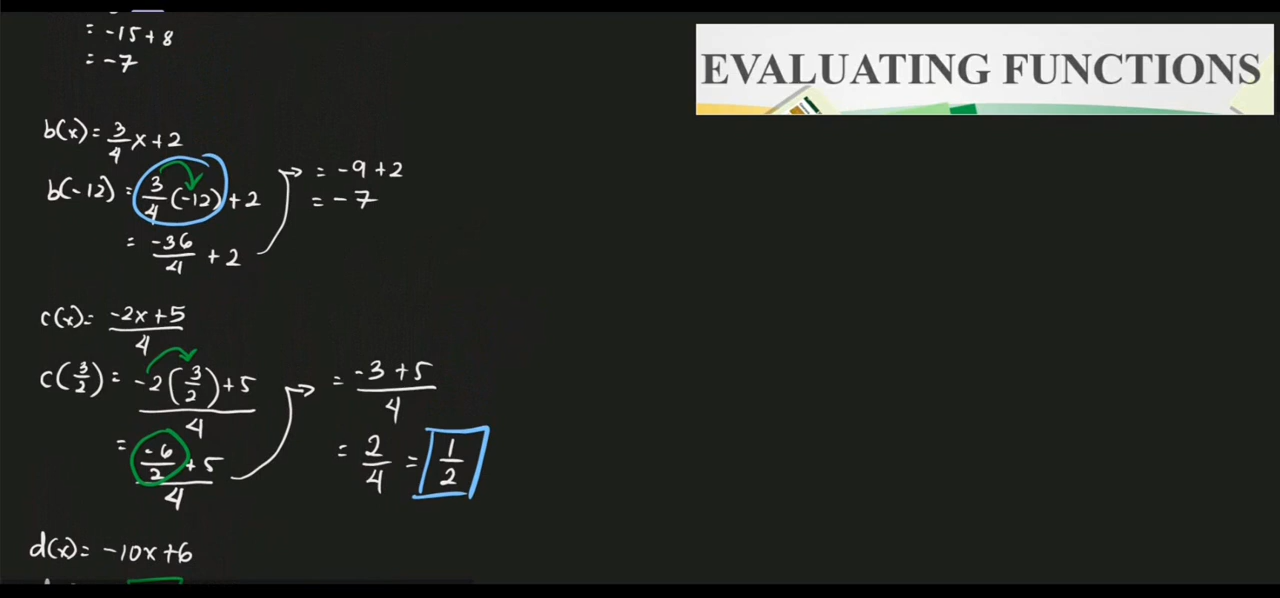 = -15 + 8
= -7
EVALUATING FUNCTIONS
b(x) = 3/4 x + 2
b(-12) = 3/4 (-12) + 2
= -36/4 + 2
= -9 + 2
= -7
c(x) = (-2x + 5)/4
c(3/2) = (-2(3/2) + 5)/4
= (-6/2 + 5)/4
= (-3 + 5)/4
= 2/4 = 1/2
d(x) = -10x + 6